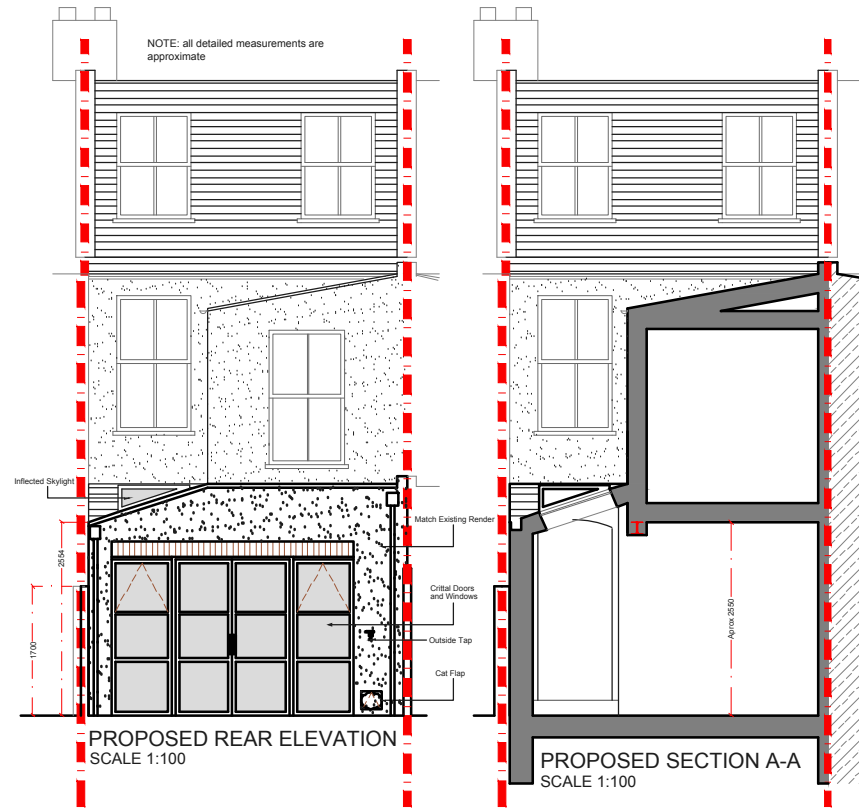 NOTE: all detailed measurements are
approximate
Inflected Skylight
Match Existing Render
2554
Crittal Doors
and Windows
1700
Aprox 2550
Outside Tap
Cat Flap
PROPOSED REAR ELEVATION
SCALE 1:100
PROPOSED SECTION A-A
SCALE 1:100